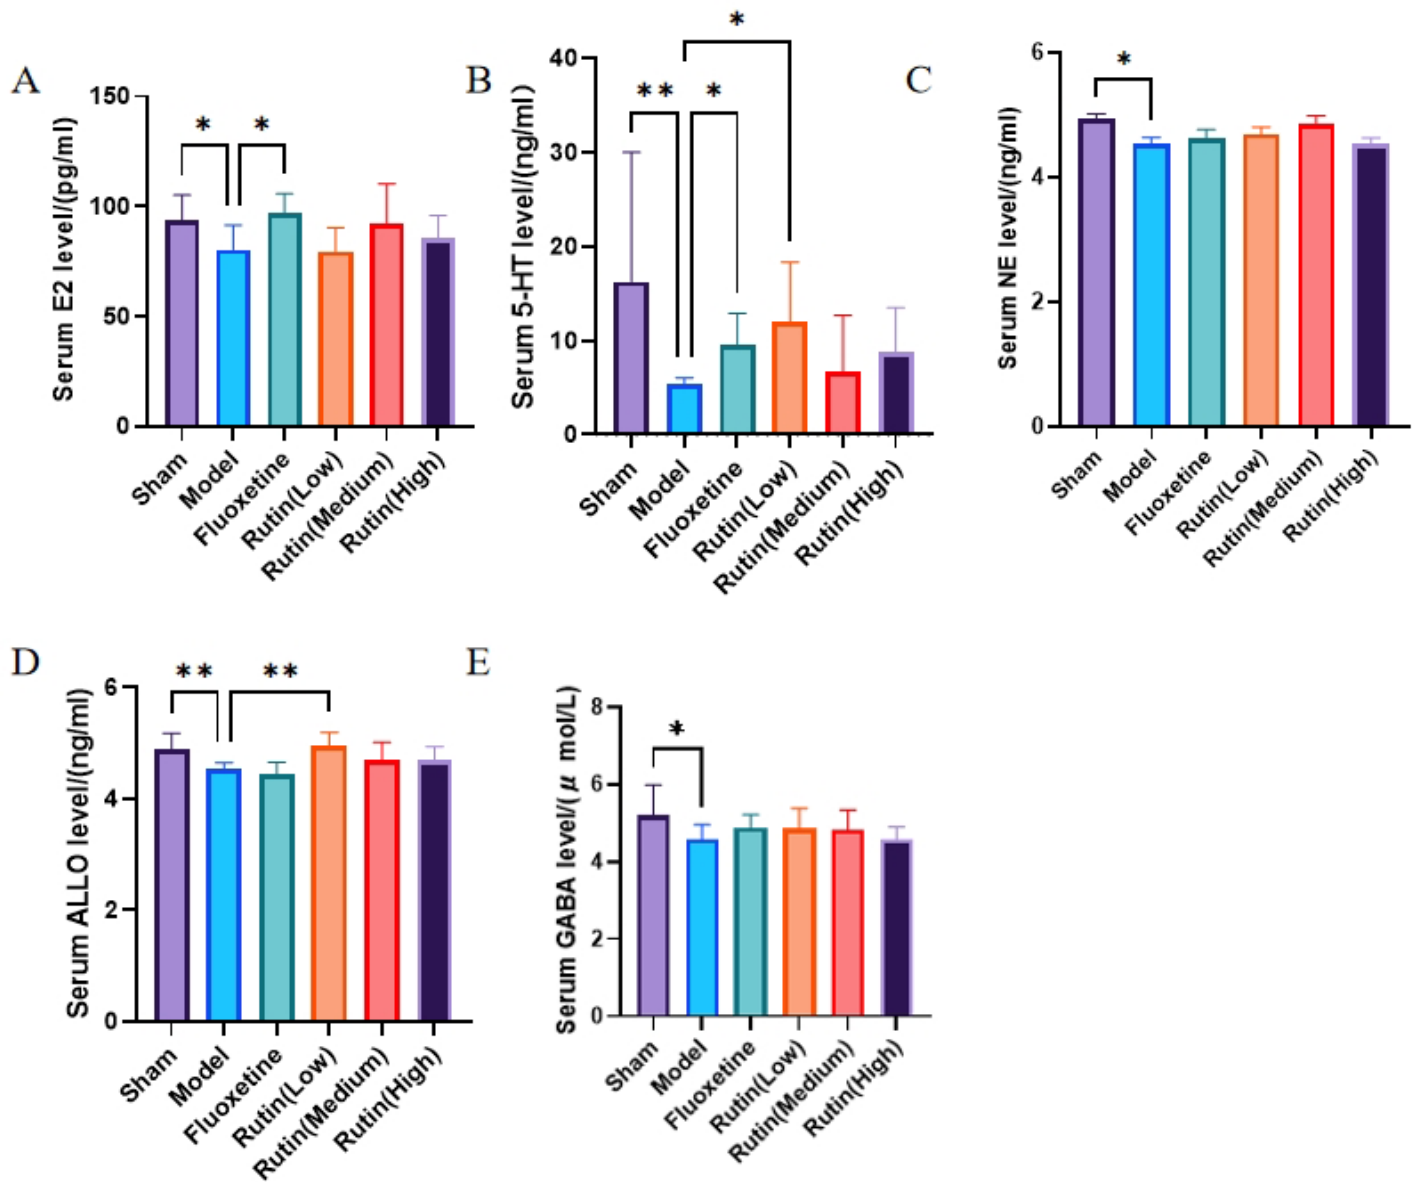 A
Serum E2 level/(pg/ml)
150
100
50
0
* *
Sham
Model
Fluoxetine
Rutin(Low)
Rutin(Medium)
Rutin(High)
B
Serum 5-HT level/(ng/ml)
40
30
20
10
0
*
** *
Sham
Model
Fluoxetine
Rutin(Low)
Rutin(Medium)
Rutin(High)
C
Serum NE level/(ng/ml)
6
4
2
0
*
Sham
Model
Fluoxetine
Rutin(Low)
Rutin(Medium)
Rutin(High)
D
Serum ALLO level/(ng/ml)
6
4
2
0
** **
Sham
Model
Fluoxetine
Rutin(Low)
Rutin(Medium)
Rutin(High)
E
Serum GABA level/(μ mol/L)
8
6
4
2
0
*
Sham
Model
Fluoxetine
Rutin(Low)
Rutin(Medium)
Rutin(High)